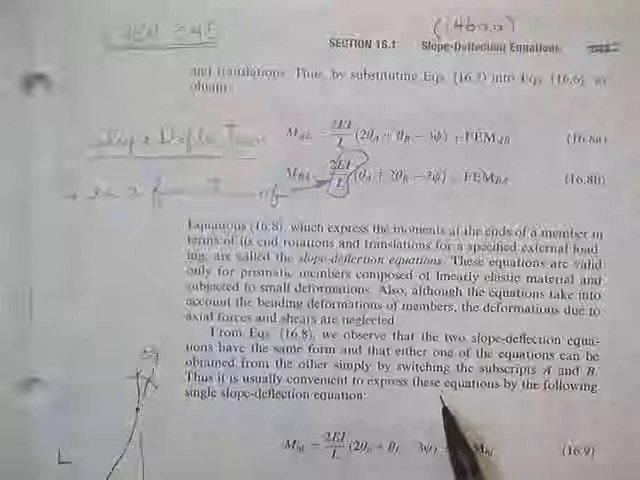 SECTION 16.1 Slope-Deflection Equations
and translations. Thus, by substituting Eqs. (16.7) into Eqs. (16.6), we
obtain
M_AB = 2EI/L (2θ_A + θ_B − 3ψ) + FEM_AB (16.8a)
M_BA = 2EI/L (θ_A + 2θ_B − 3ψ) + FEM_BA (16.8b)
Equations (16.8), which express the moments at the ends of a member in
terms of its end rotations and translations for a specified external load-
ing, are called the slope-deflection equations. These equations are valid
only for prismatic members composed of linearly elastic material and
subjected to small deformations. Also, although the equations take into
account the bending deformations of members, the deformations due to
axial forces and shears are neglected.
From Eqs. (16.8), we observe that the two slope-deflection equa-
tions have the same form and that either one of the equations can be
obtained from the other simply by switching the subscripts A and B.
Thus it is usually convenient to express these equations by the following
single slope-deflection equation:
2EI/L (2θ (16.9)
L